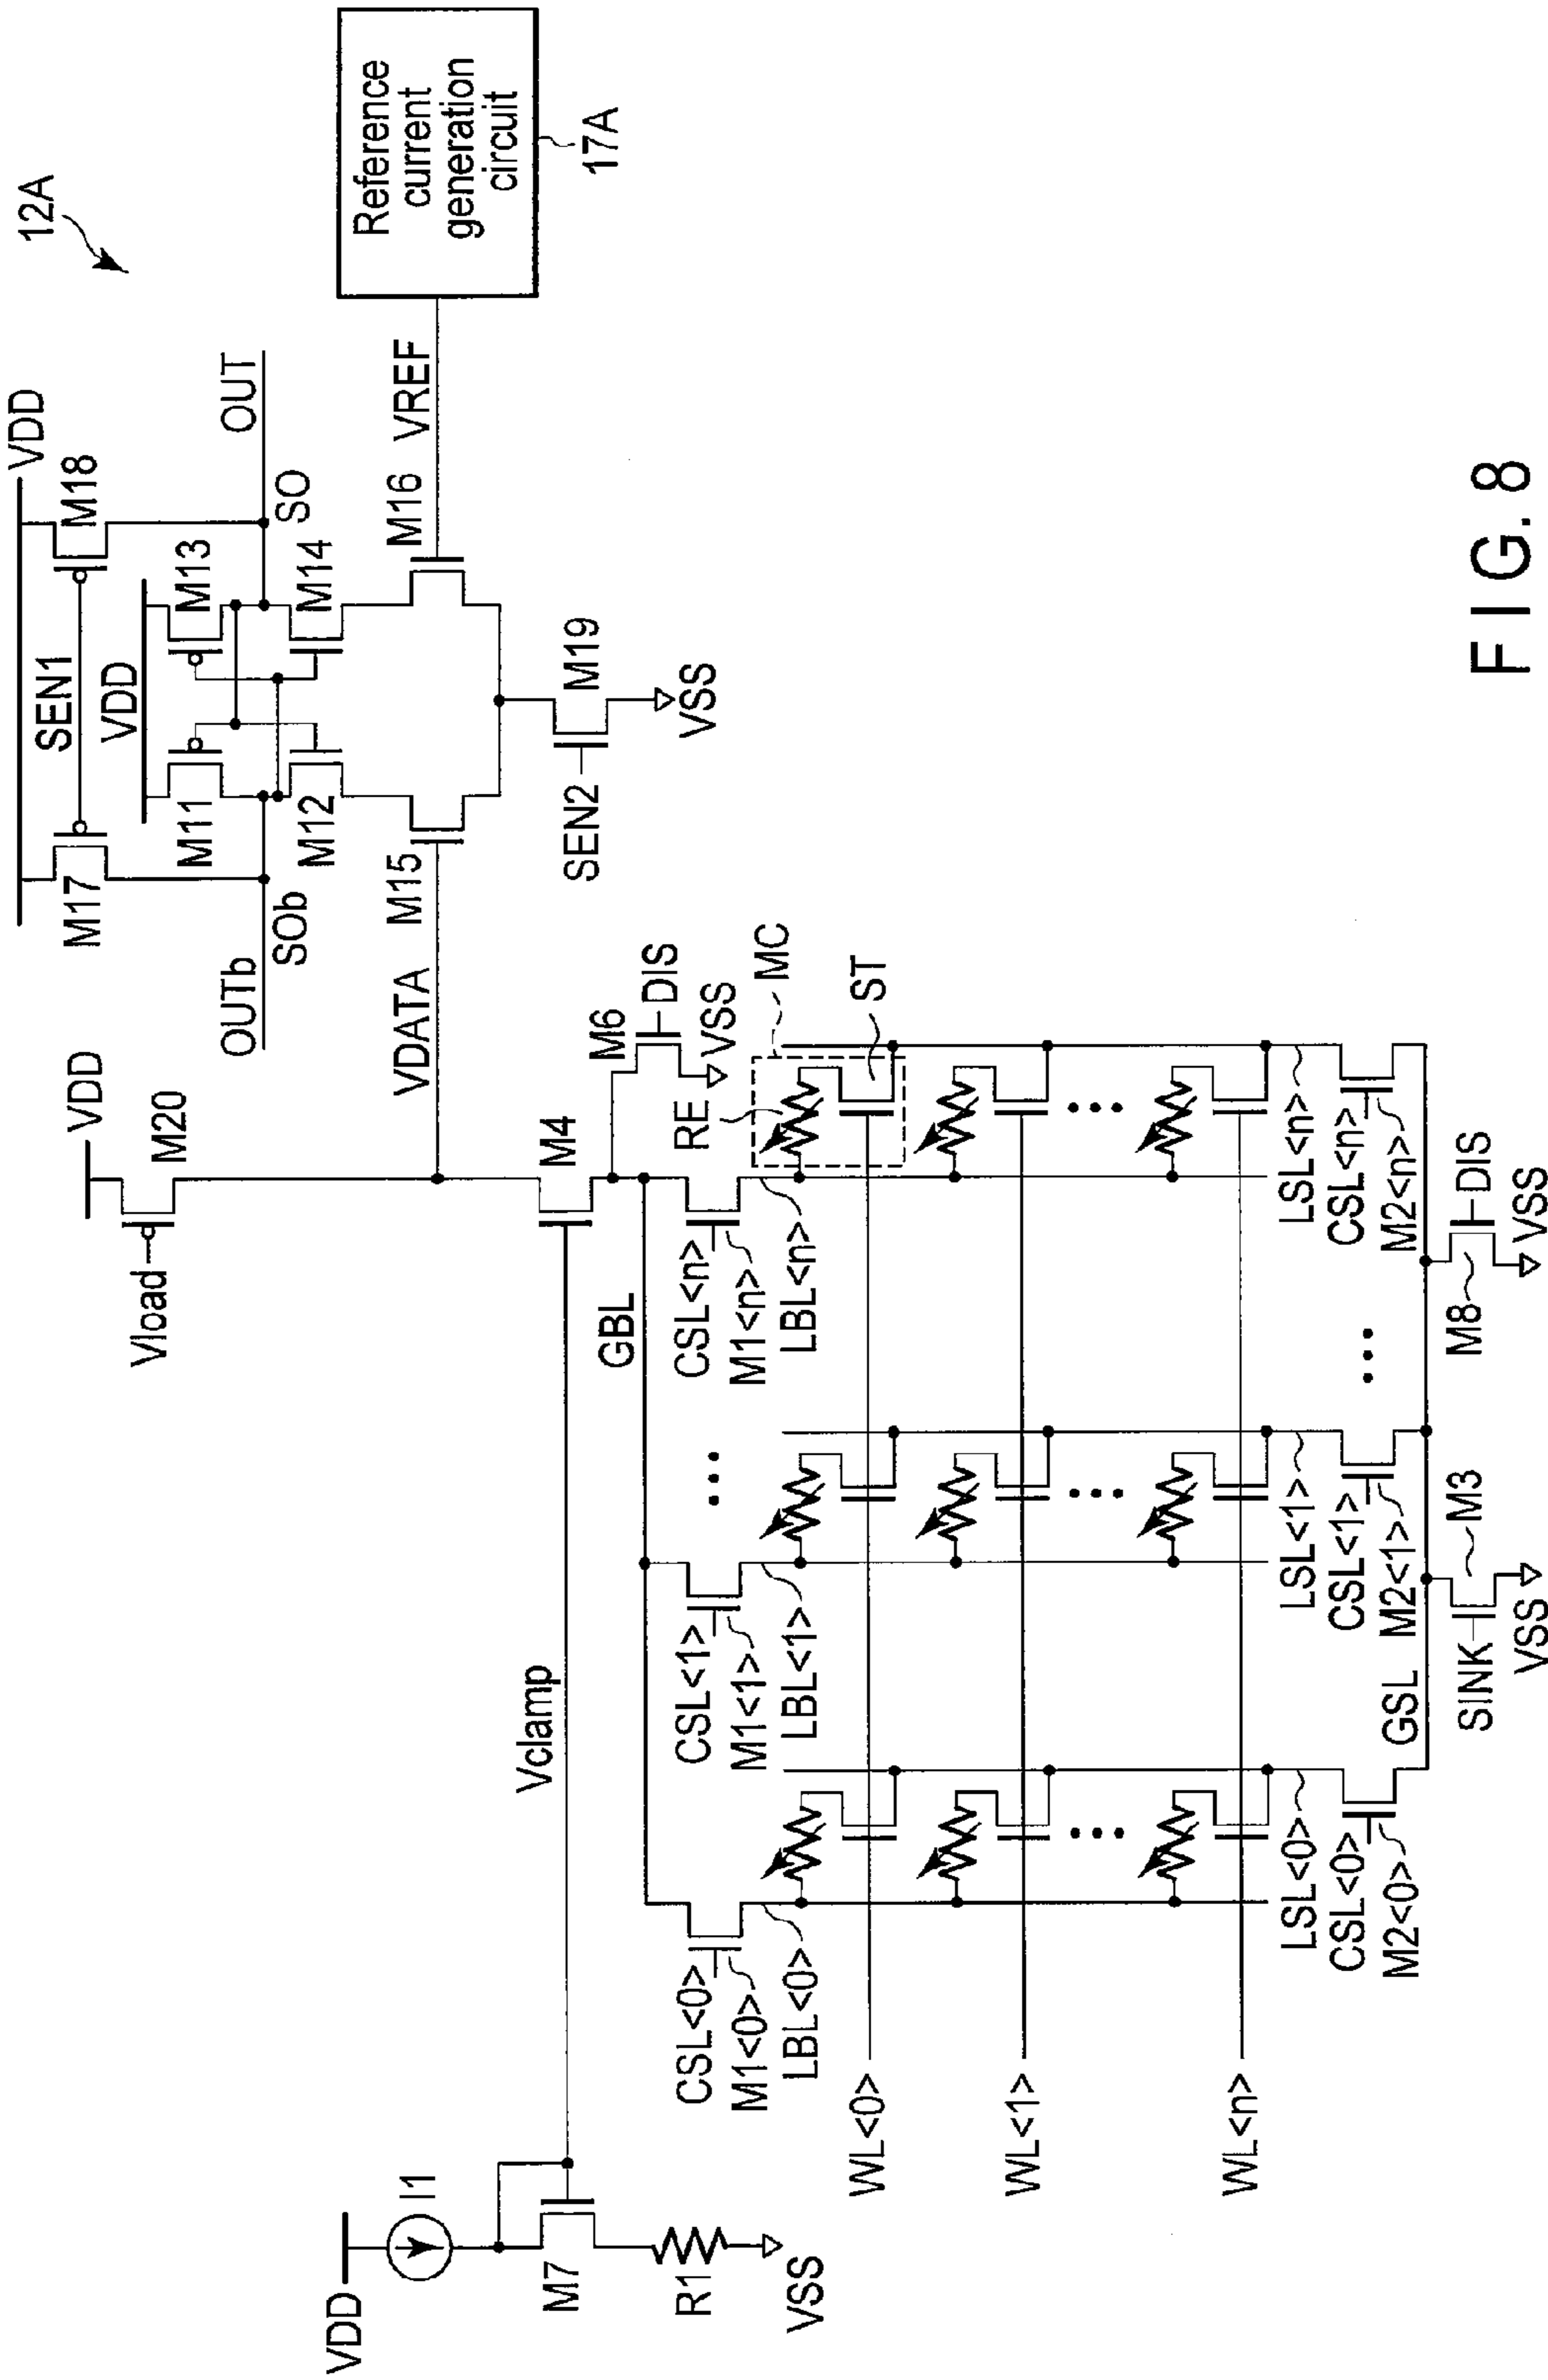 12A
VDD
SEN1
M17
M18
VDD
M11
M13
OUTb
SOb
SO
OUT
M12
M14
VDATA
M15
M16
VREF
Reference
current
generation
circuit
17A
SEN2
M19
VSS
VDD
Vload
M20
VDD
I1
M7
R1
VSS
Vclamp
M4
GBL
M6
DIS
VSS
CSL<0>
M1<0>
LBL<0>
CSL<1>
M1<1>
LBL<1>
CSL<n>
M1<n>
LBL<n>
RE
MC
ST
WL<0>
WL<1>
WL<n>
LSL<0>
CSL<0>
M2<0>
LSL<1>
CSL<1>
M2<1>
LSL<n>
CSL<n>
M2<n>
GSL
SINK
M3
VSS
M8
DIS
VSS
FIG. 8